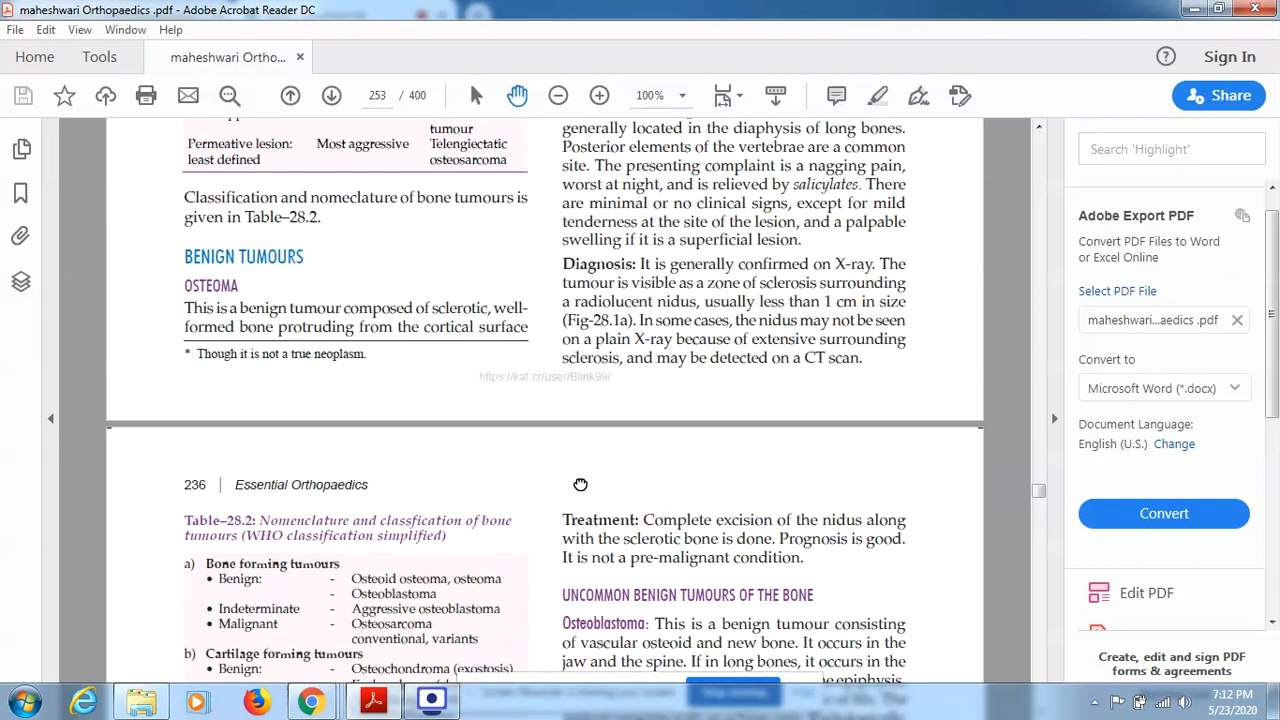 maheshwari Orthopaedics .pdf - Adobe Acrobat Reader DC
File Edit View Window Help
Home Tools maheshwari Ortho... × Sign In
253 / 400 100% Share
tumour
Permeative lesion: Most aggressive Telengiectatic
least defined osteosarcoma
Classification and nomeclature of bone tumours is
given in Table–28.2.
BENIGN TUMOURS
OSTEOMA
This is a benign tumour composed of sclerotic, well-
formed bone protruding from the cortical surface
* Though it is not a true neoplasm.
generally located in the diaphysis of long bones.
Posterior elements of the vertebrae are a common
site. The presenting complaint is a nagging pain,
worst at night, and is relieved by salicylates. There
are minimal or no clinical signs, except for mild
tenderness at the site of the lesion, and a palpable
swelling if it is a superficial lesion.
Diagnosis: It is generally confirmed on X-ray. The
tumour is visible as a zone of sclerosis surrounding
a radiolucent nidus, usually less than 1 cm in size
(Fig-28.1a). In some cases, the nidus may not be seen
on a plain X-ray because of extensive surrounding
sclerosis, and may be detected on a CT scan.
https://kat.cr/user/Blink99/
236 | Essential Orthopaedics
Table–28.2: Nomenclature and classfication of bone
tumours (WHO classification simplified)
a) Bone forming tumours
• Benign: - Osteoid osteoma, osteoma
- Osteoblastoma
• Indeterminate - Aggressive osteoblastoma
• Malignant - Osteosarcoma
conventional, variants
b) Cartilage forming tumours
• Benign: - Osteochondroma (exostosis)
Treatment: Complete excision of the nidus along
with the sclerotic bone is done. Prognosis is good.
It is not a pre-malignant condition.
UNCOMMON BENIGN TUMOURS OF THE BONE
Osteoblastoma: This is a benign tumour consisting
of vascular osteoid and new bone. It occurs in the
jaw and the spine. If in long bones, it occurs in the
epiphysis.
Search 'Highlight'
Adobe Export PDF
Convert PDF Files to Word
or Excel Online
Select PDF File
maheshwari...aedics .pdf ×
Convert to
Microsoft Word (*.docx)
Document Language:
English (U.S.) Change
Convert
Edit PDF
Create, edit and sign PDF
forms & agreements
7:12 PM
5/23/2020